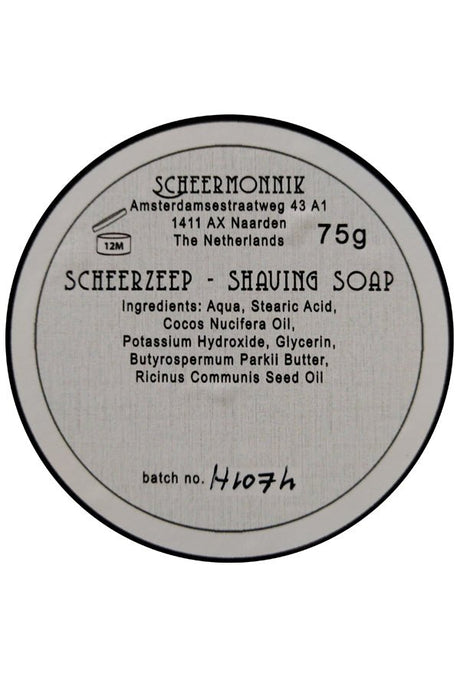 SCHEERMONNIK
Amsterdamsestraatweg 43 A1
1411 AX Naarden
The Netherlands
75g
12M
SCHEERZEEP - SHAVING SOAP
Ingredients: Aqua, Stearic Acid,
Cocos Nucifera Oil,
Potassium Hydroxide, Glycerin,
Butyrospermum Parkii Butter,
Ricinus Communis Seed Oil
batch no.